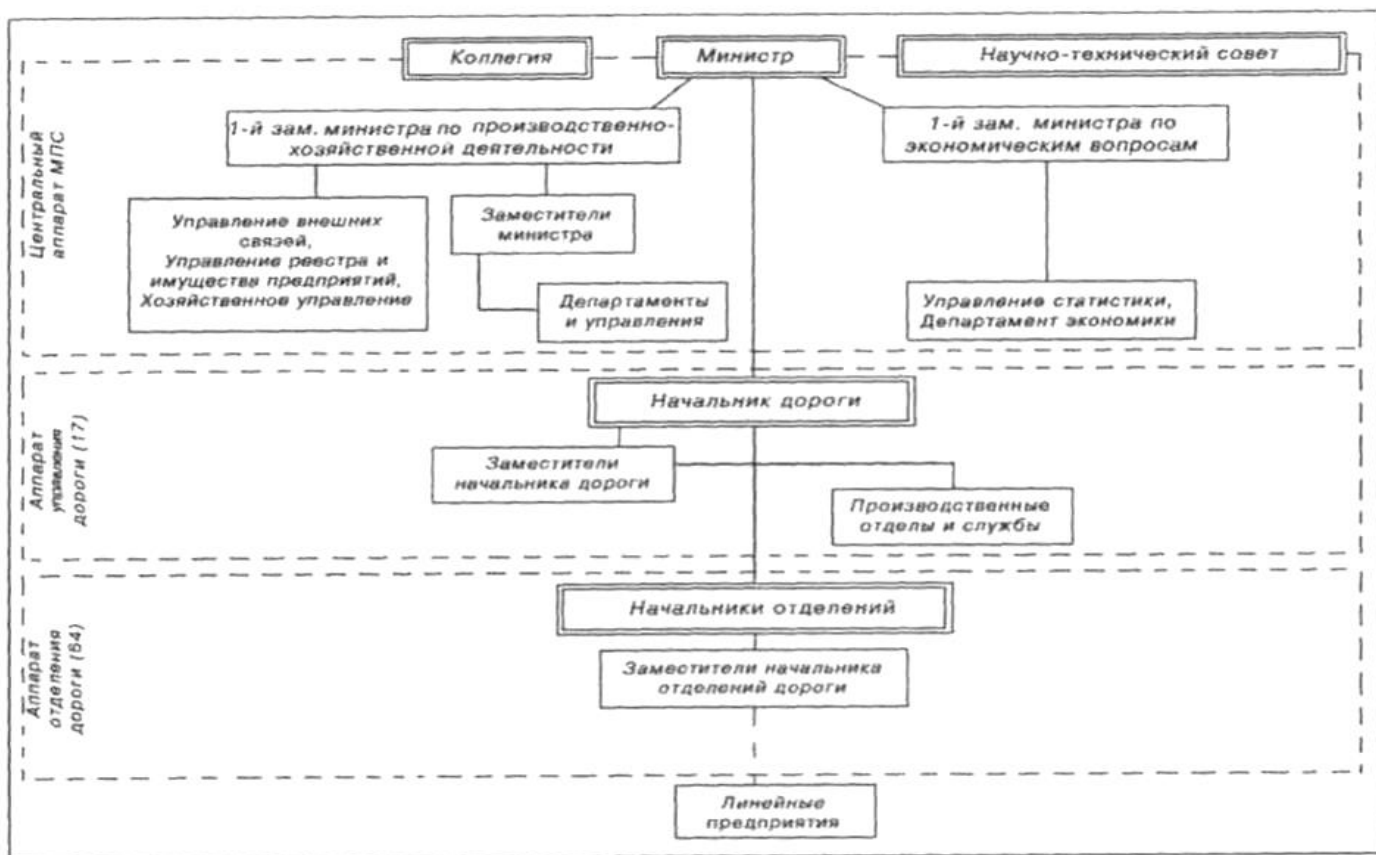 Коллегия
Министр
Научно-технический совет
Центральный
аппарат МПС
1-й зам. министра по производственно-
хозяйственной деятельности
1-й зам. министра по
экономическим вопросам
Управление внешних
связей,
Управление реестра и
имущества предприятий,
Хозяйственное управление
Заместители
министра
Департаменты
и управления
Управление статистики,
Департамент экономики
Аппарат
управления
дороги (17)
Начальник дороги
Заместители
начальника дороги
Производственные
отделы и службы
Аппарат
отделения
дороги (54)
Начальники отделений
Заместители начальника
отделений дороги
Линейные
предприятия